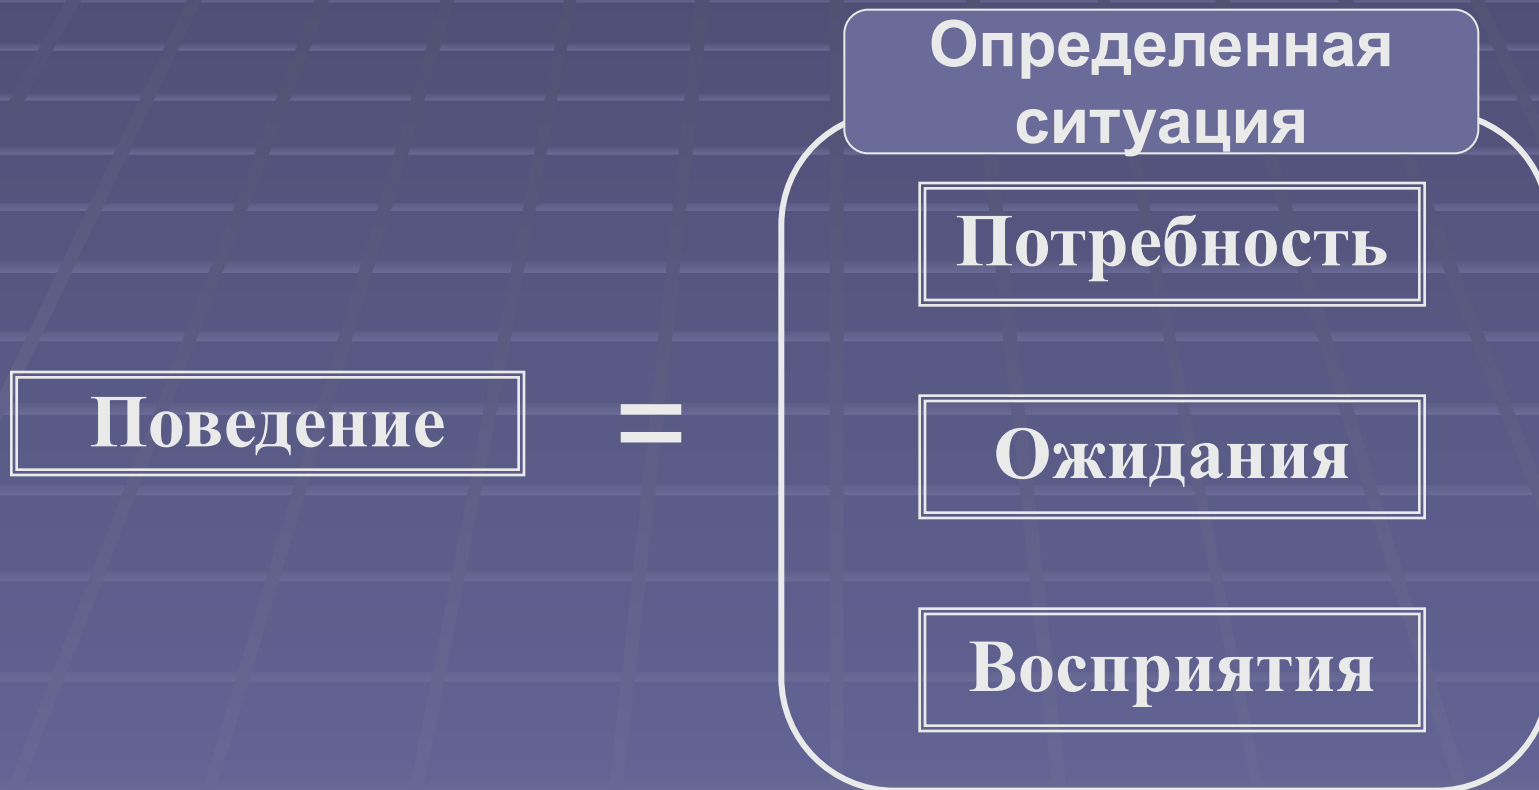 Определенная
ситуация
Потребность
Поведение
=
Ожидания
Восприятия